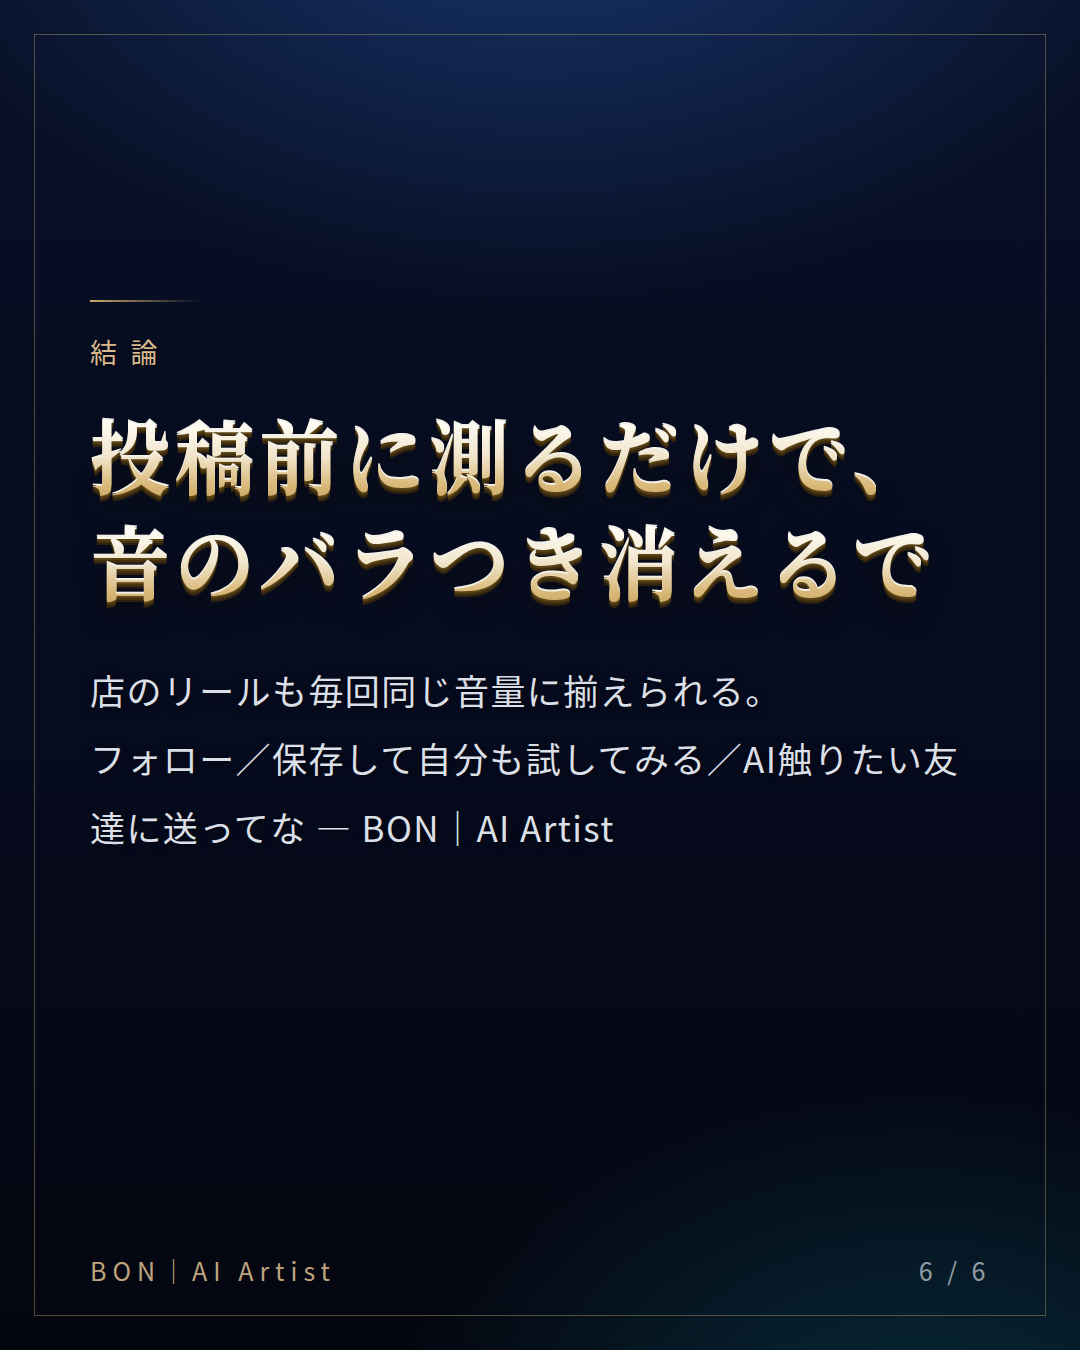 結論
投稿前に測るだけで、
音のバラつき消えるで
店のリールも毎回同じ音量に揃えられる。
フォロー／保存して自分も試してみる／AI触りたい友
達に送ってな — BON｜AI Artist
BON｜AI Artist
6 / 6